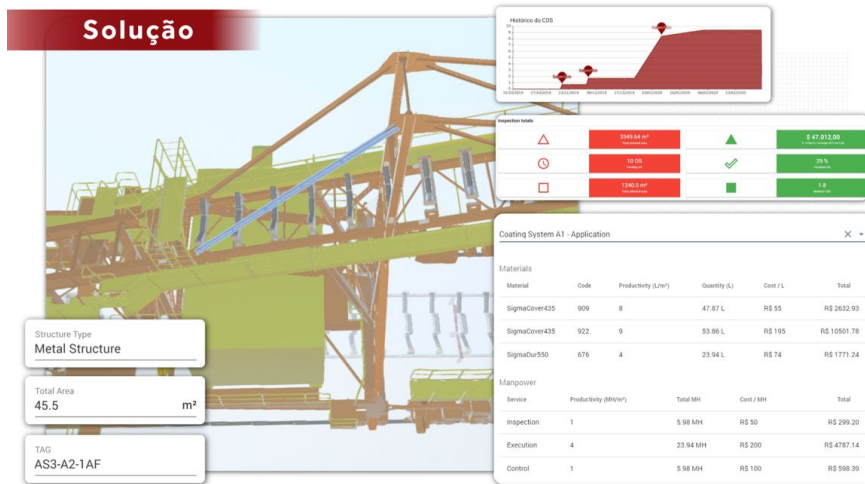 Solução
Histórico do CDS
Inspection totals
3349.64 m²
$ 47.012,00
10 OS
29 %
1240.5 m²
1.8
Coating System A1 - Application
Materials
Material Code Productivity (L/m²) Quantity (L) Cost / L Total
SigmaCover435 909 8 47.87 L R$ 55 R$ 2632.93
SigmaCover435 922 9 53.86 L R$ 195 R$ 10501.78
SigmaDur550 676 4 23.94 L R$ 74 R$ 1771.24
Manpower
Service Productivity (MH/m²) Total MH Cost / MH Total
Inspection 1 5.98 MH R$ 50 R$ 299.20
Execution 4 23.94 MH R$ 200 R$ 4787.14
Control 1 5.98 MH R$ 100 R$ 598.39
Structure Type
Metal Structure
Total Area
45.5 m²
TAG
AS3-A2-1AF